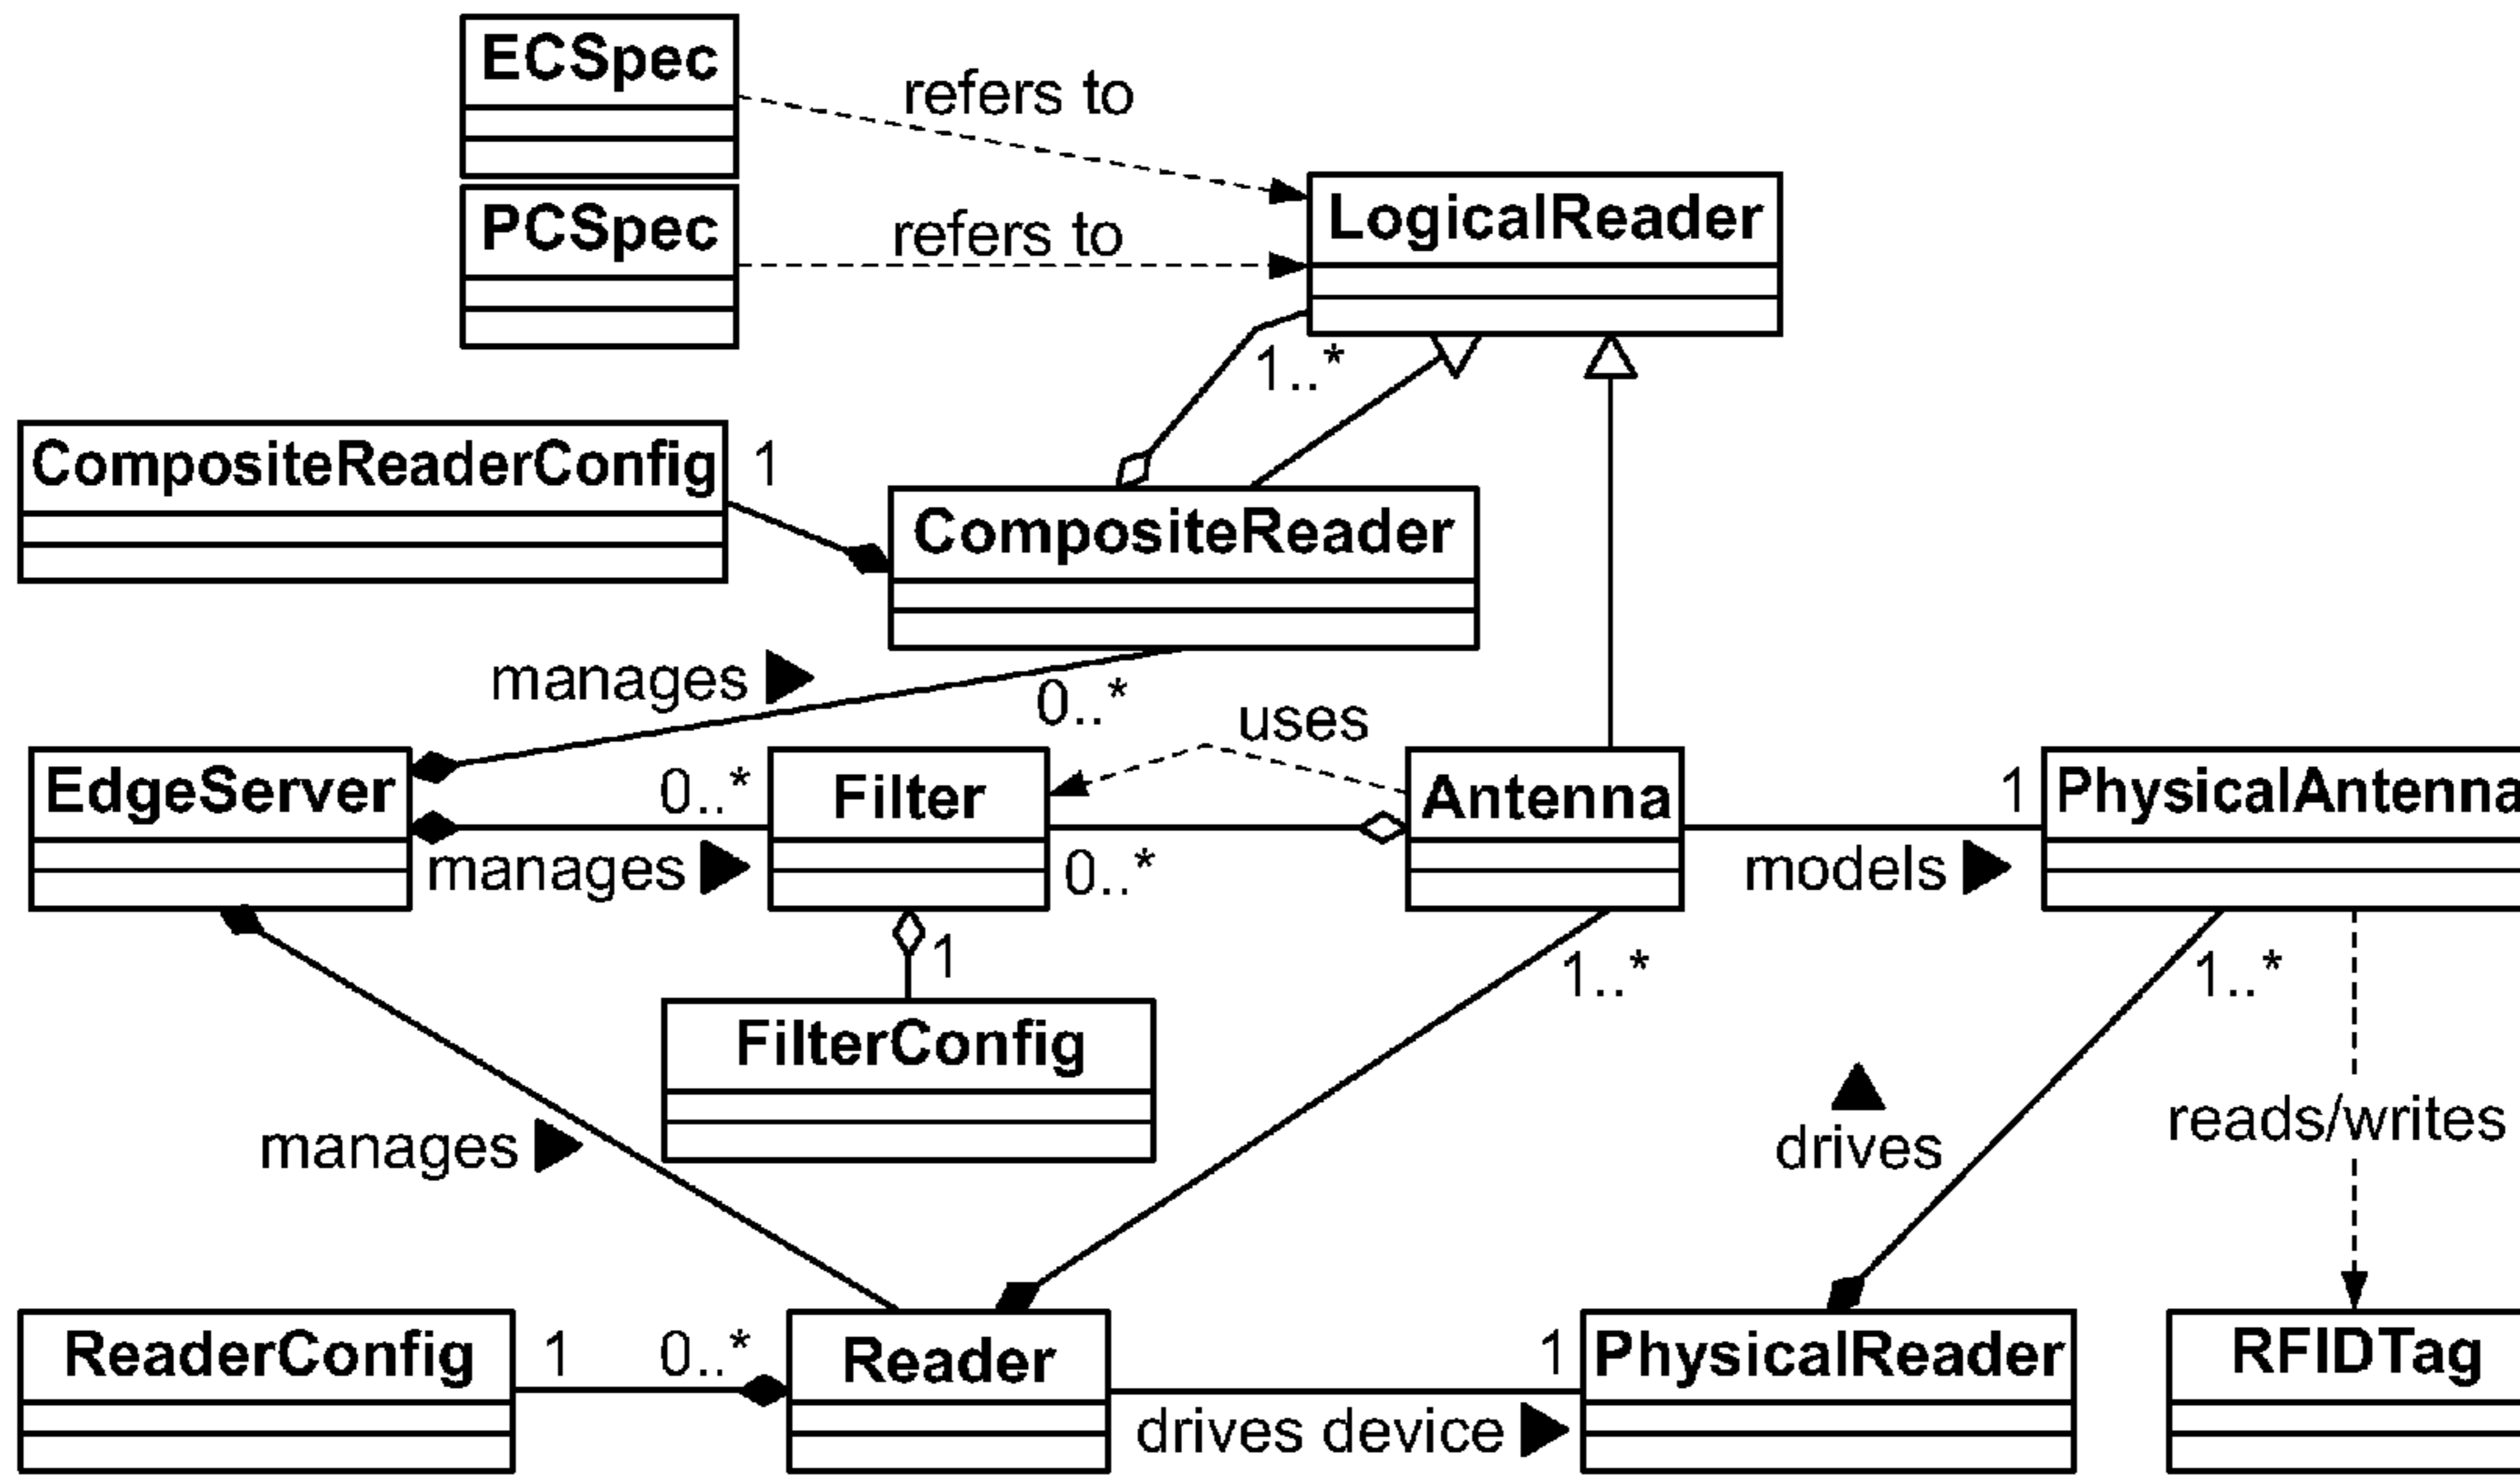 ECSpec
refers to
PCSpec
refers to
LogicalReader
1..*
CompositeReaderConfig
1
CompositeReader
manages
0..*
uses
EdgeServer
0..*
manages
Filter
0..*
Antenna
models
1
PhysicalAntenna
1
FilterConfig
1..*
1..*
manages
drives
reads/writes
ReaderConfig
1
0..*
Reader
drives device
1
PhysicalReader
RFIDTag